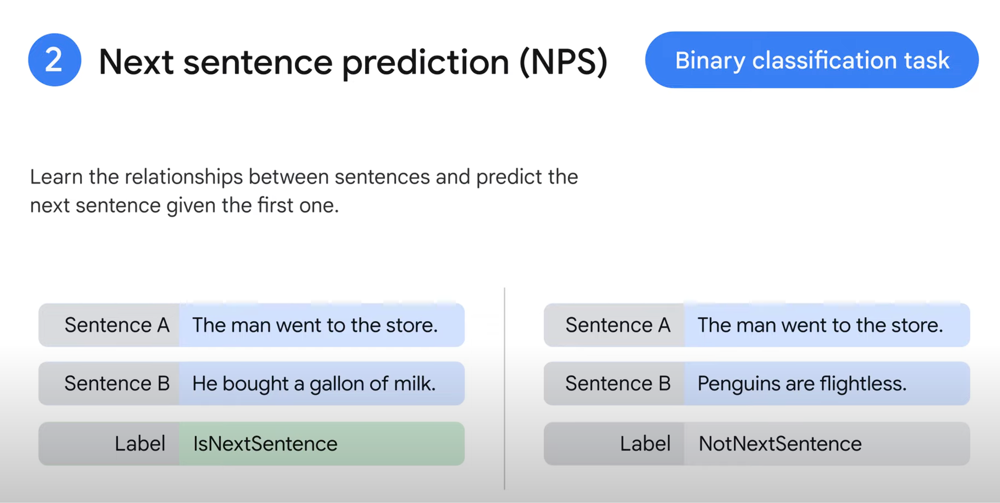 2 Next sentence prediction (NPS) Binary classification task
Learn the relationships between sentences and predict the
next sentence given the first one.
Sentence A The man went to the store.
Sentence B He bought a gallon of milk.
Label IsNextSentence
Sentence A The man went to the store.
Sentence B Penguins are flightless.
Label NotNextSentence